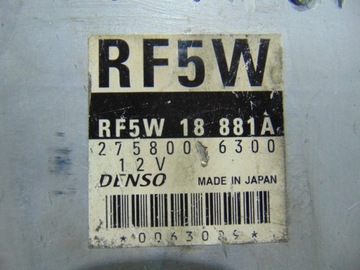 RF5W
RF5W 18 881A
275800 6300
12V
DENSO MADE IN JAPAN